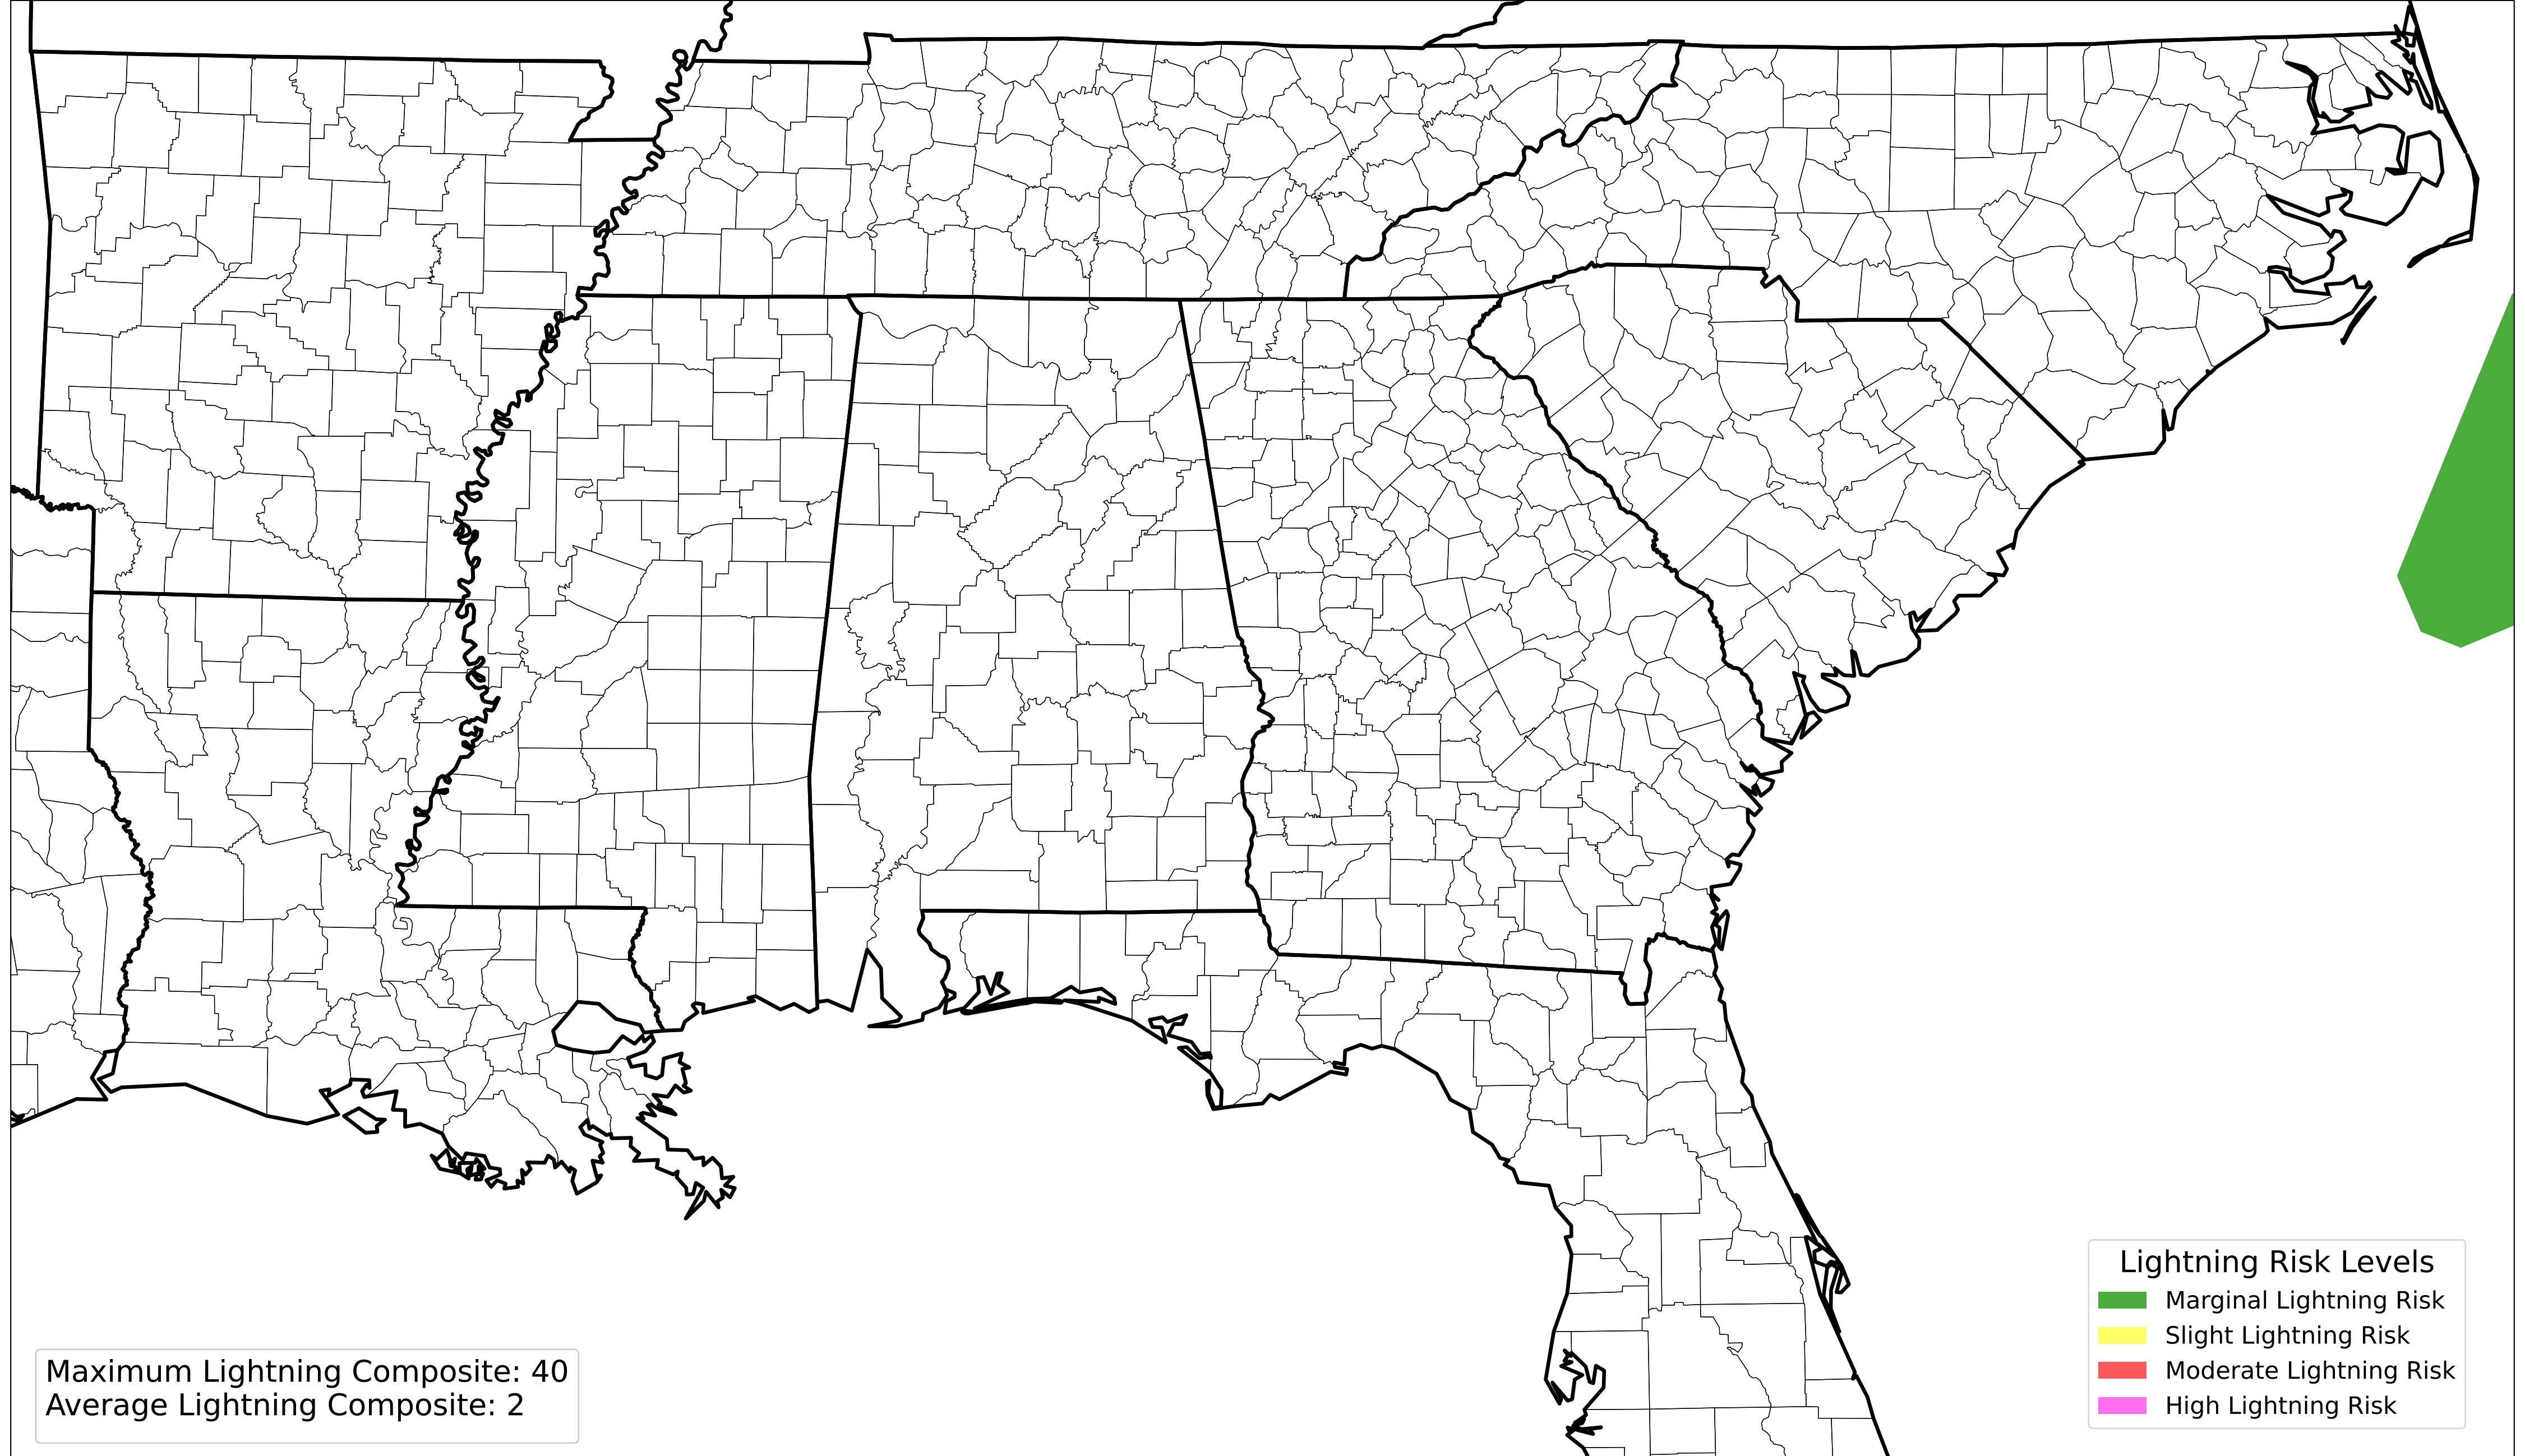 Lightning Risk Levels
Marginal Lightning Risk
Slight Lightning Risk
Moderate Lightning Risk
High Lightning Risk
Maximum Lightning Composite: 40
Average Lightning Composite: 2